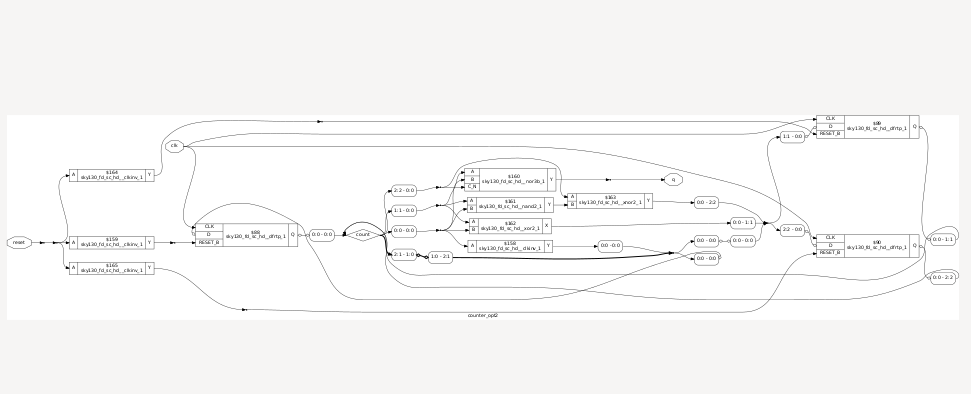 $89
CLK
D
RESET_B
sky130_fd_sc_hd__dfrtp_1
Q
1:1 - 0:0
clk
$164
A
sky130_fd_sc_hd__clkinv_1
Y
$160
A
B
C_N
sky130_fd_sc_hd__nor3b_1
Y
q
2:2 - 0:0
$161
A
B
sky130_fd_sc_hd__nand2_1
Y
$163
A
B
sky130_fd_sc_hd__xnor2_1
Y
0:0 - 2:2
1:1 - 0:0
$162
A
B
sky130_fd_sc_hd__xor2_1
X
0:0 - 1:1
0:0 - 0:0
2:2 - 0:0
$88
CLK
D
RESET_B
sky130_fd_sc_hd__dfrtp_1
Q
0:0 - 0:0
count
reset
$159
A
sky130_fd_sc_hd__clkinv_1
Y
$158
A
sky130_fd_sc_hd__clkinv_1
Y
0:0 - 0:0
0:0 - 0:0
0:0 - 0:0
$90
CLK
D
RESET_B
sky130_fd_sc_hd__dfrtp_1
Q
0:0 - 1:1
2:1 - 1:0
1:0 - 2:1
0:0 - 0:0
$165
A
sky130_fd_sc_hd__clkinv_1
Y
0:0 - 2:2
counter_opt2